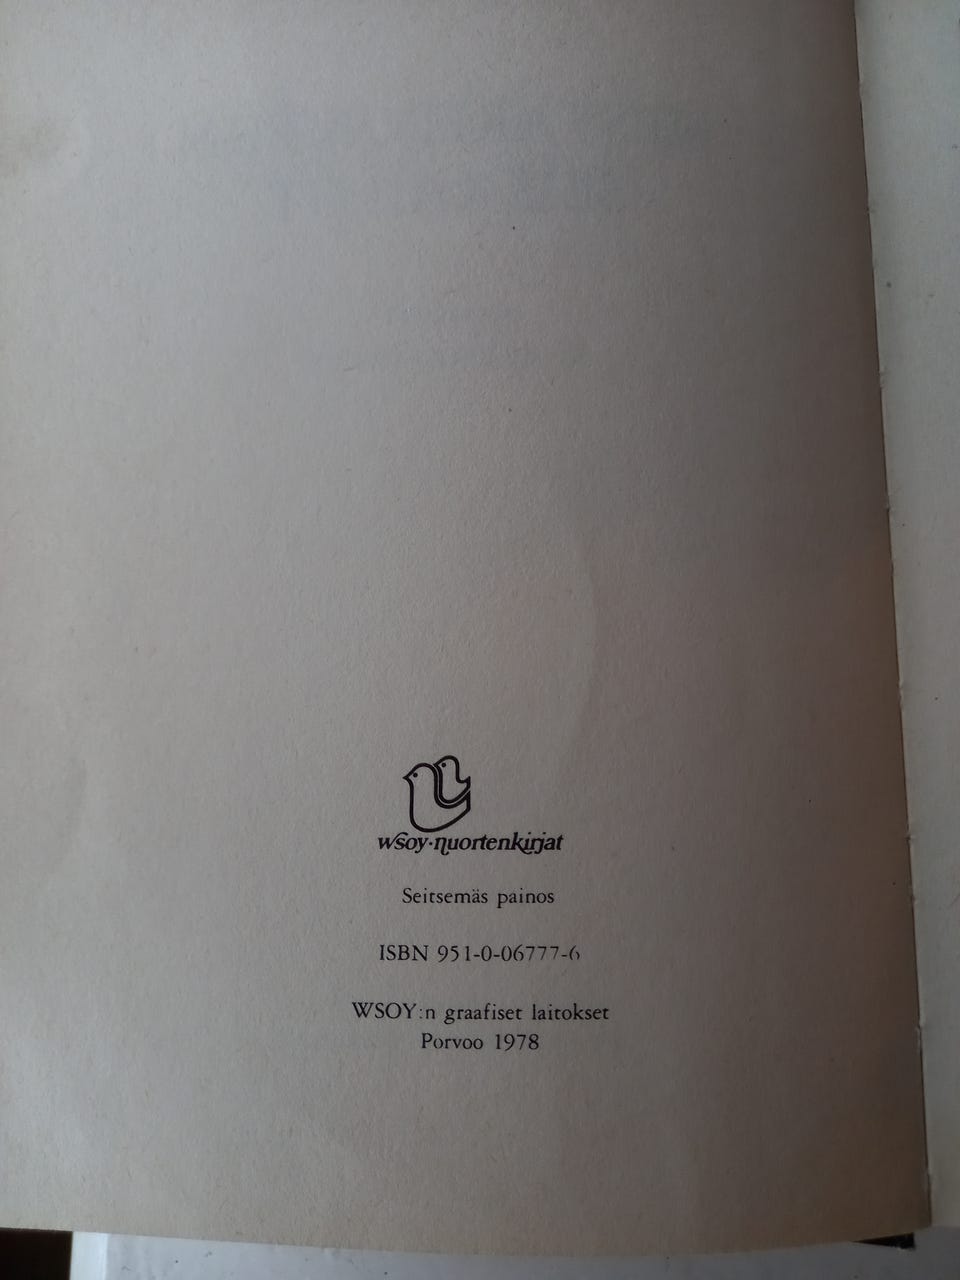 wsoy·nuortenkirjat
Seitsemäs painos
ISBN 951-0-06777-6
WSOY:n graafiset laitokset
Porvoo 1978